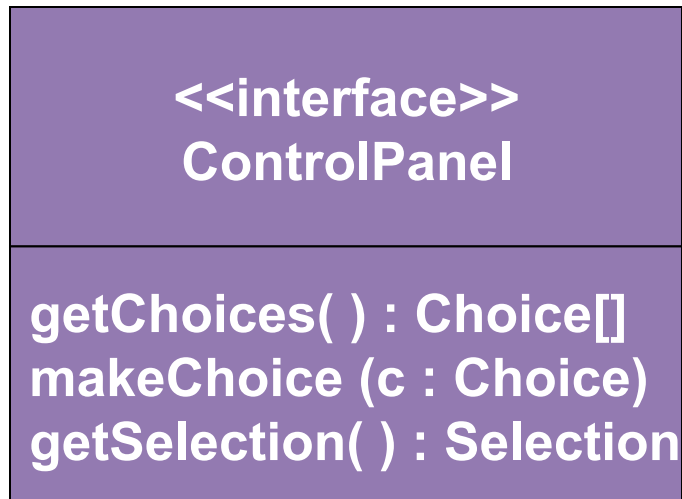 <<interface>>
ControlPanel
getChoices( ) : Choice[]
makeChoice (c : Choice)
getSelection( ) : Selection